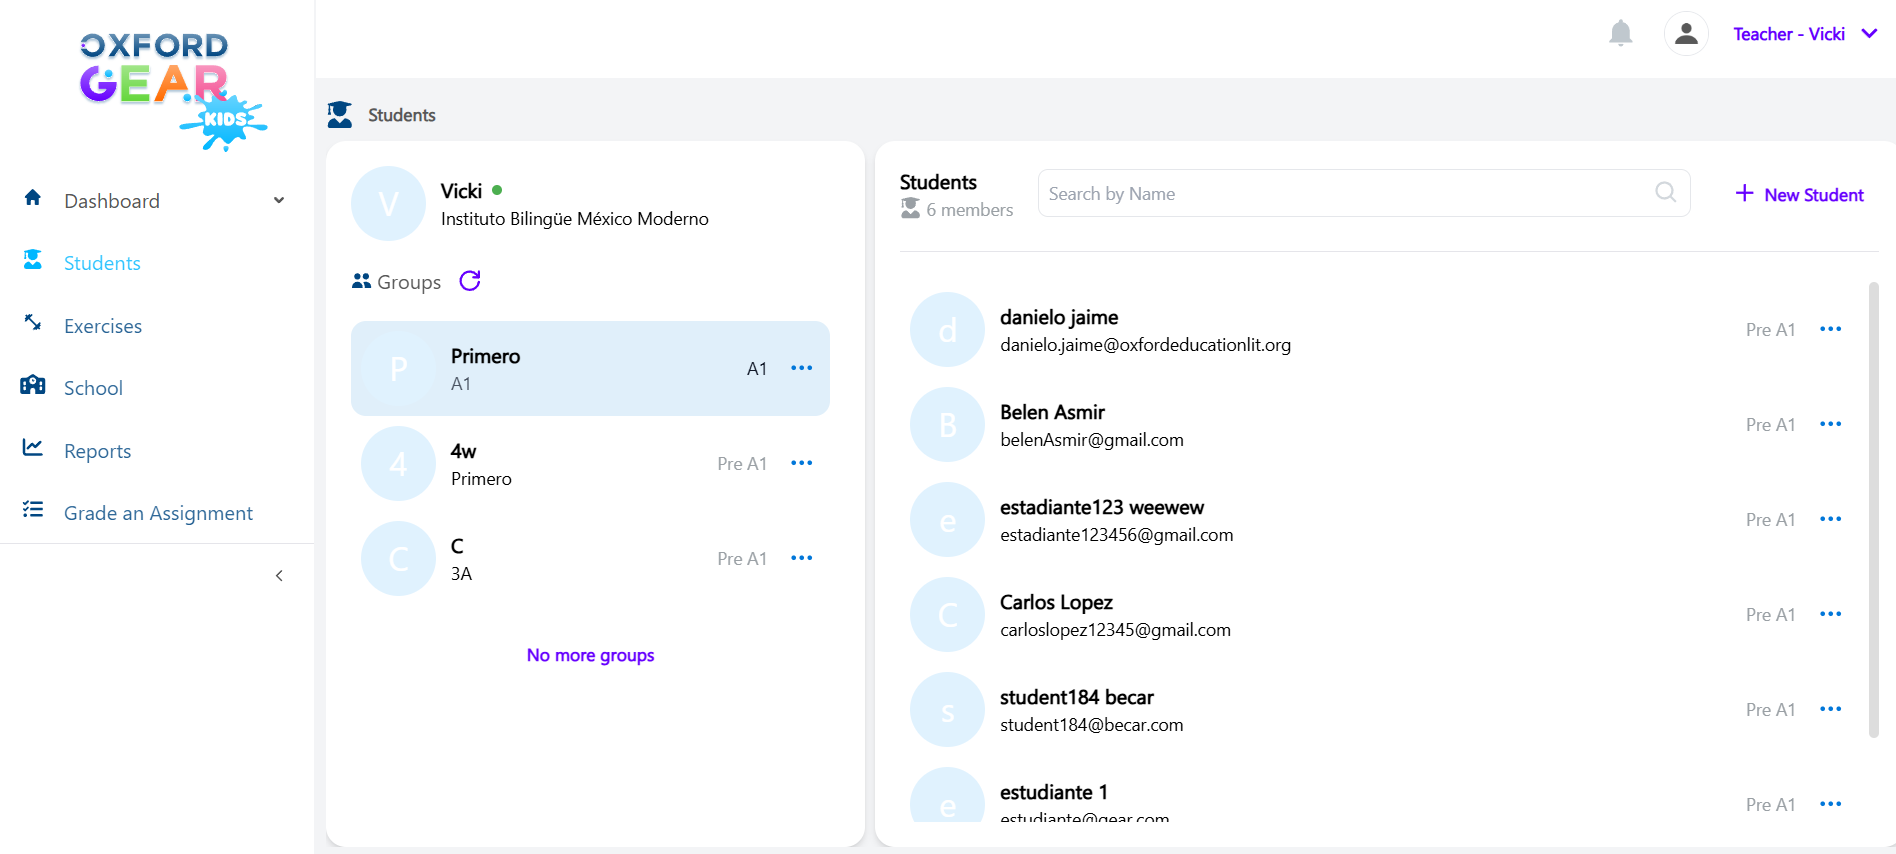 OXFORD
GEAR
KIDS
Dashboard
Students
Exercises
School
Reports
Grade an Assignment
Teacher - Vicki
Students
V
Vicki
Instituto Bilingüe México Moderno
Groups
P
Primero
A1
A1
4
4w
Primero
Pre A1
C
C
3A
Pre A1
No more groups
Students
6 members
Search by Name
New Student
d
danielo jaime
danielo.jaime@oxfordeducationlit.org
Pre A1
B
Belen Asmir
belenAsmir@gmail.com
Pre A1
e
estadiante123 weewew
estadiante123456@gmail.com
Pre A1
C
Carlos Lopez
carloslopez12345@gmail.com
Pre A1
s
student184 becar
student184@becar.com
Pre A1
e
estudiante 1
estudiante@gear.com
Pre A1